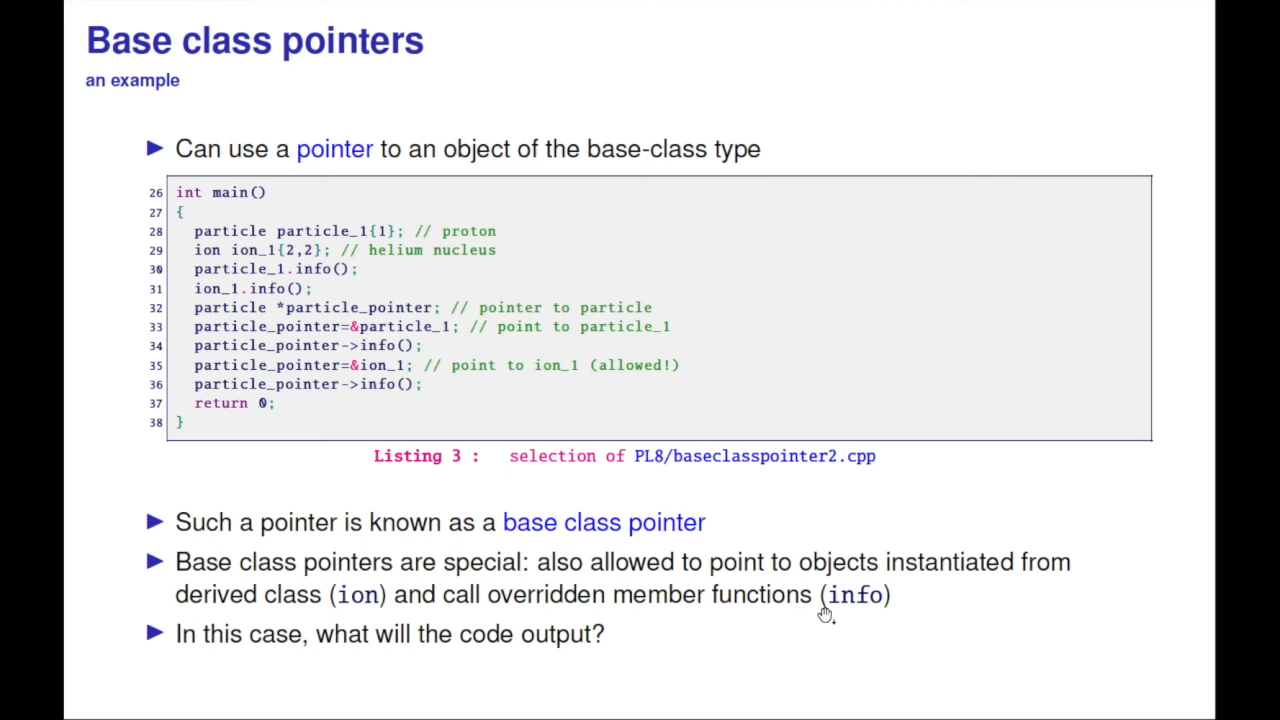 Base class pointers
an example
▶ Can use a pointer to an object of the base-class type
26 int main()
27 {
28   particle particle_1{1}; // proton
29   ion ion_1{2,2}; // helium nucleus
30   particle_1.info();
31   ion_1.info();
32   particle *particle_pointer; // pointer to particle
33   particle_pointer=&particle_1; // point to particle_1
34   particle_pointer->info();
35   particle_pointer=&ion_1; // point to ion_1 (allowed!)
36   particle_pointer->info();
37   return 0;
38 }
Listing 3 : selection of PL8/baseclasspointer2.cpp
▶ Such a pointer is known as a base class pointer
▶ Base class pointers are special: also allowed to point to objects instantiated from
derived class (ion) and call overridden member functions (info)
▶ In this case, what will the code output?